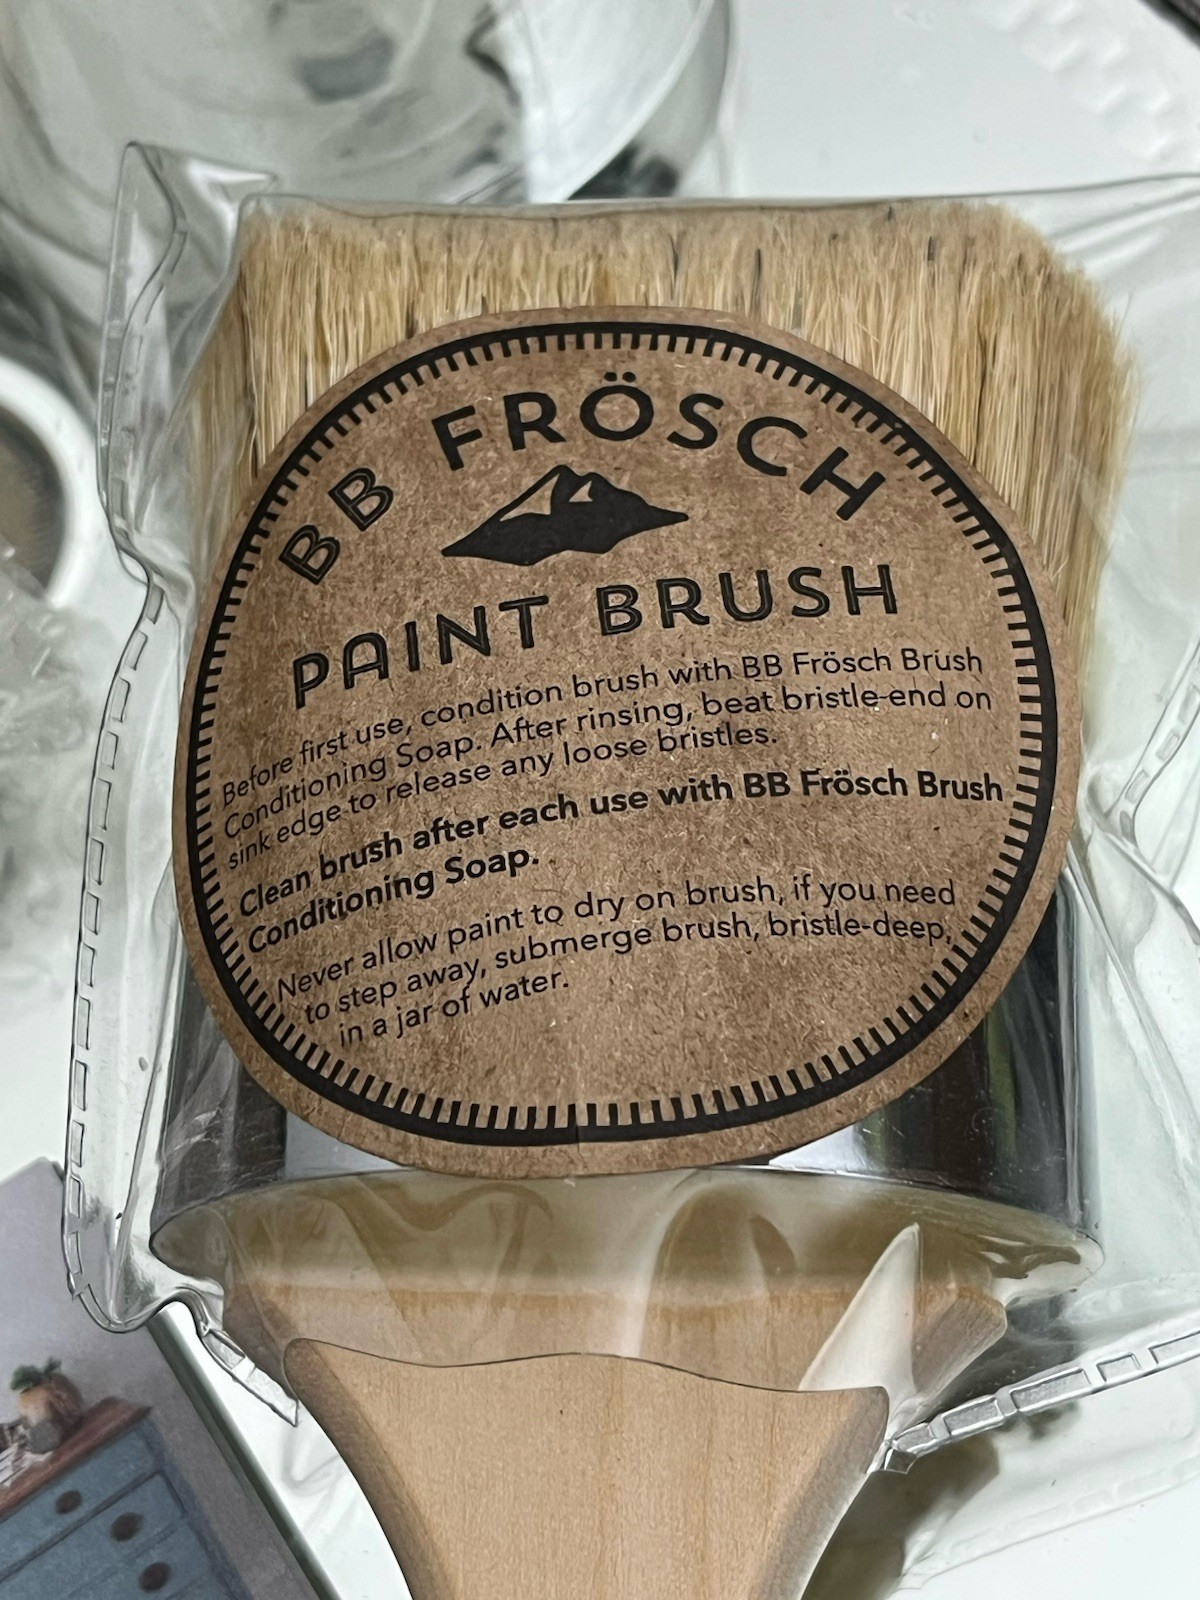 BB FRÖSCH
PAINT BRUSH
Before first use, condition brush with BB Frösch Brush
Conditioning Soap. After rinsing, beat bristle-end on
sink edge to release any loose bristles.
Clean brush after each use with BB Frösch Brush
Conditioning Soap.
Never allow paint to dry on brush, if you need
to step away, submerge brush, bristle-deep,
in a jar of water.